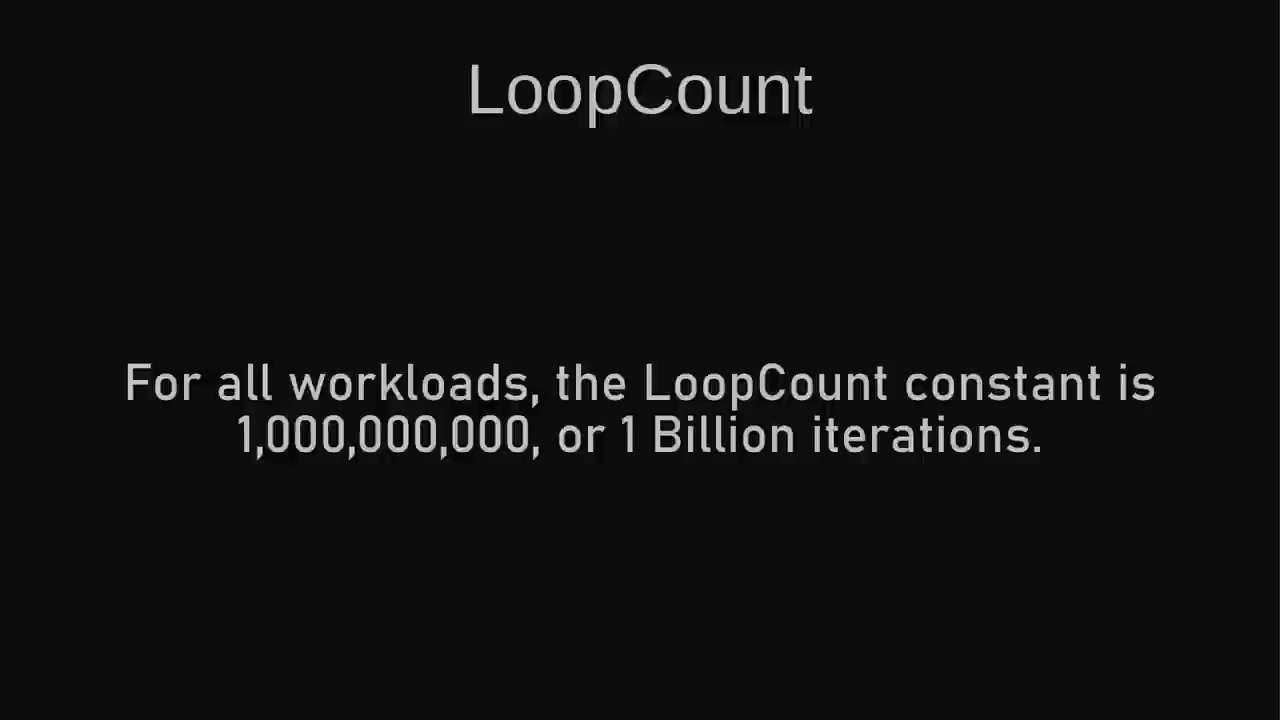 LoopCount
For all workloads, the LoopCount constant is
1,000,000,000, or 1 Billion iterations.